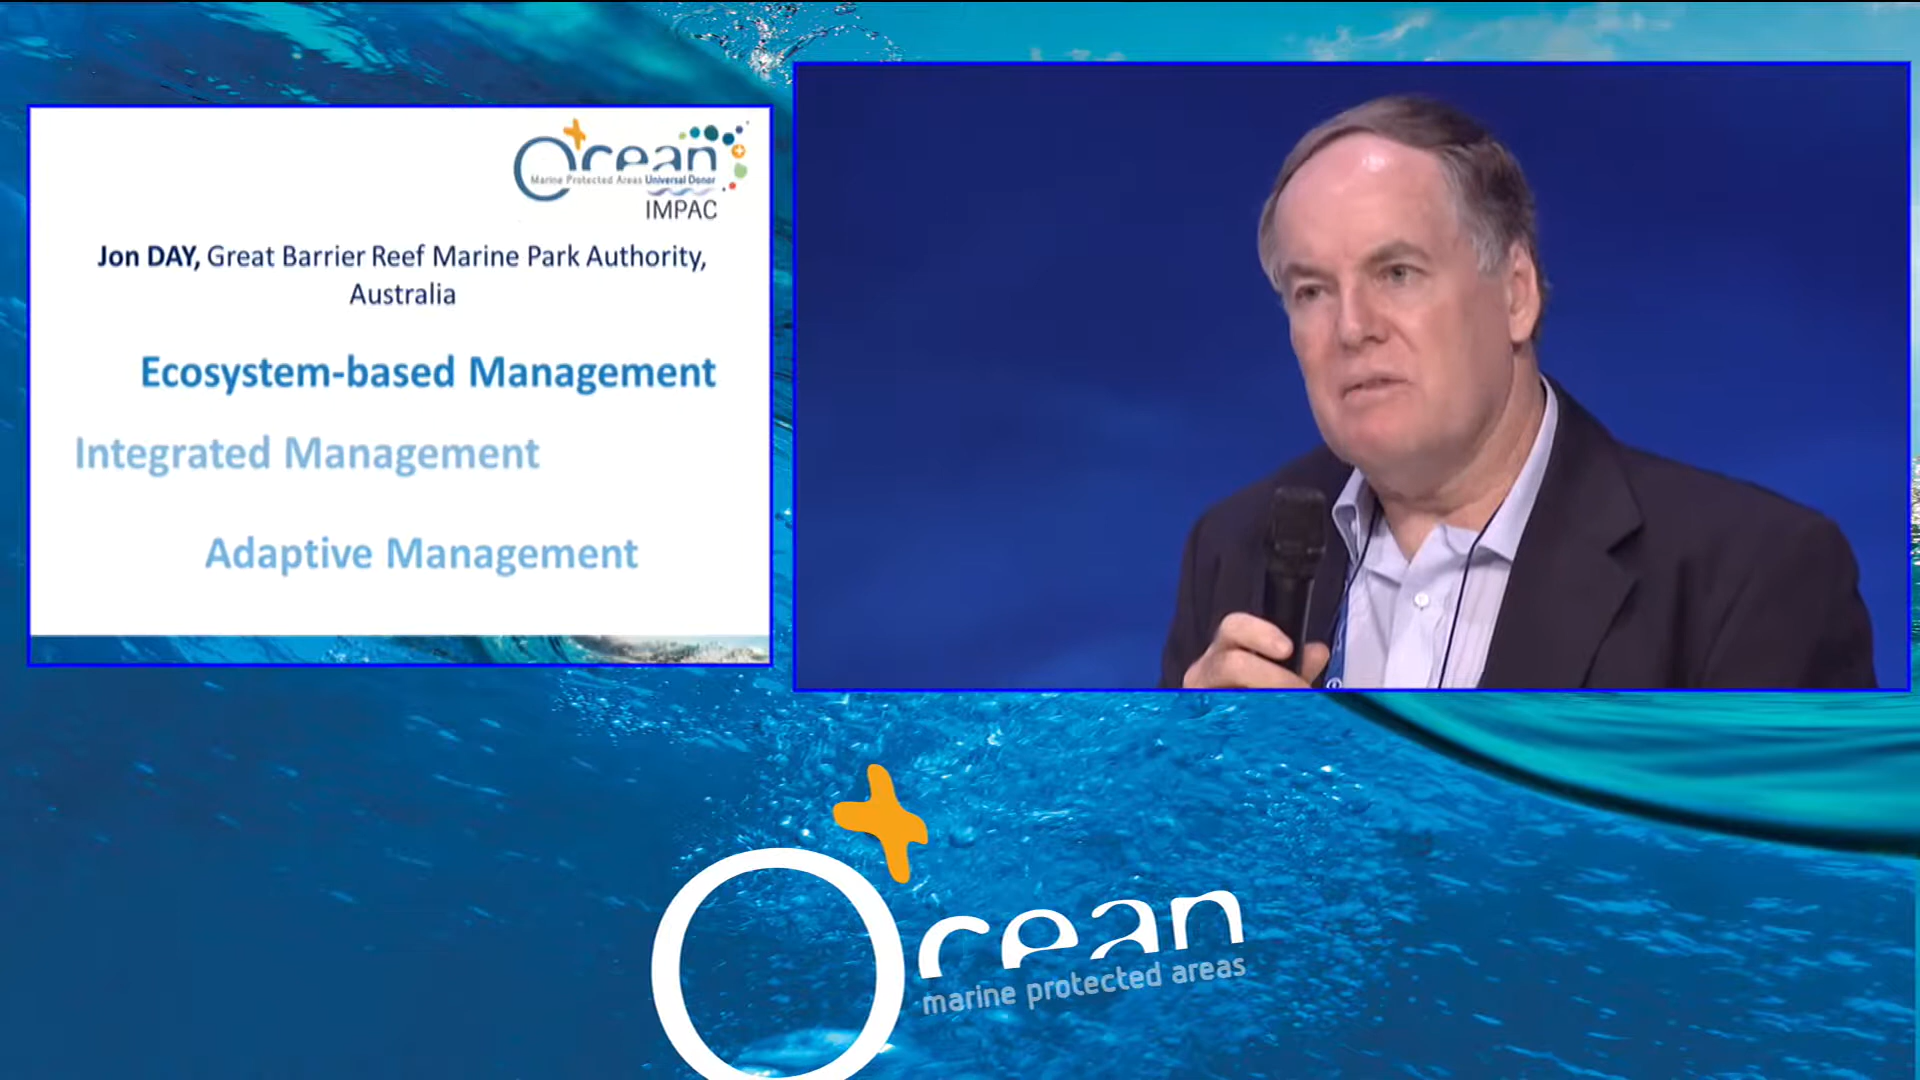 Ocean
Marine Protected Areas Universal Donor
IMPAC
Jon DAY, Great Barrier Reef Marine Park Authority,
Australia
Ecosystem-based Management
Integrated Management
Adaptive Management
Ocean
marine protected areas